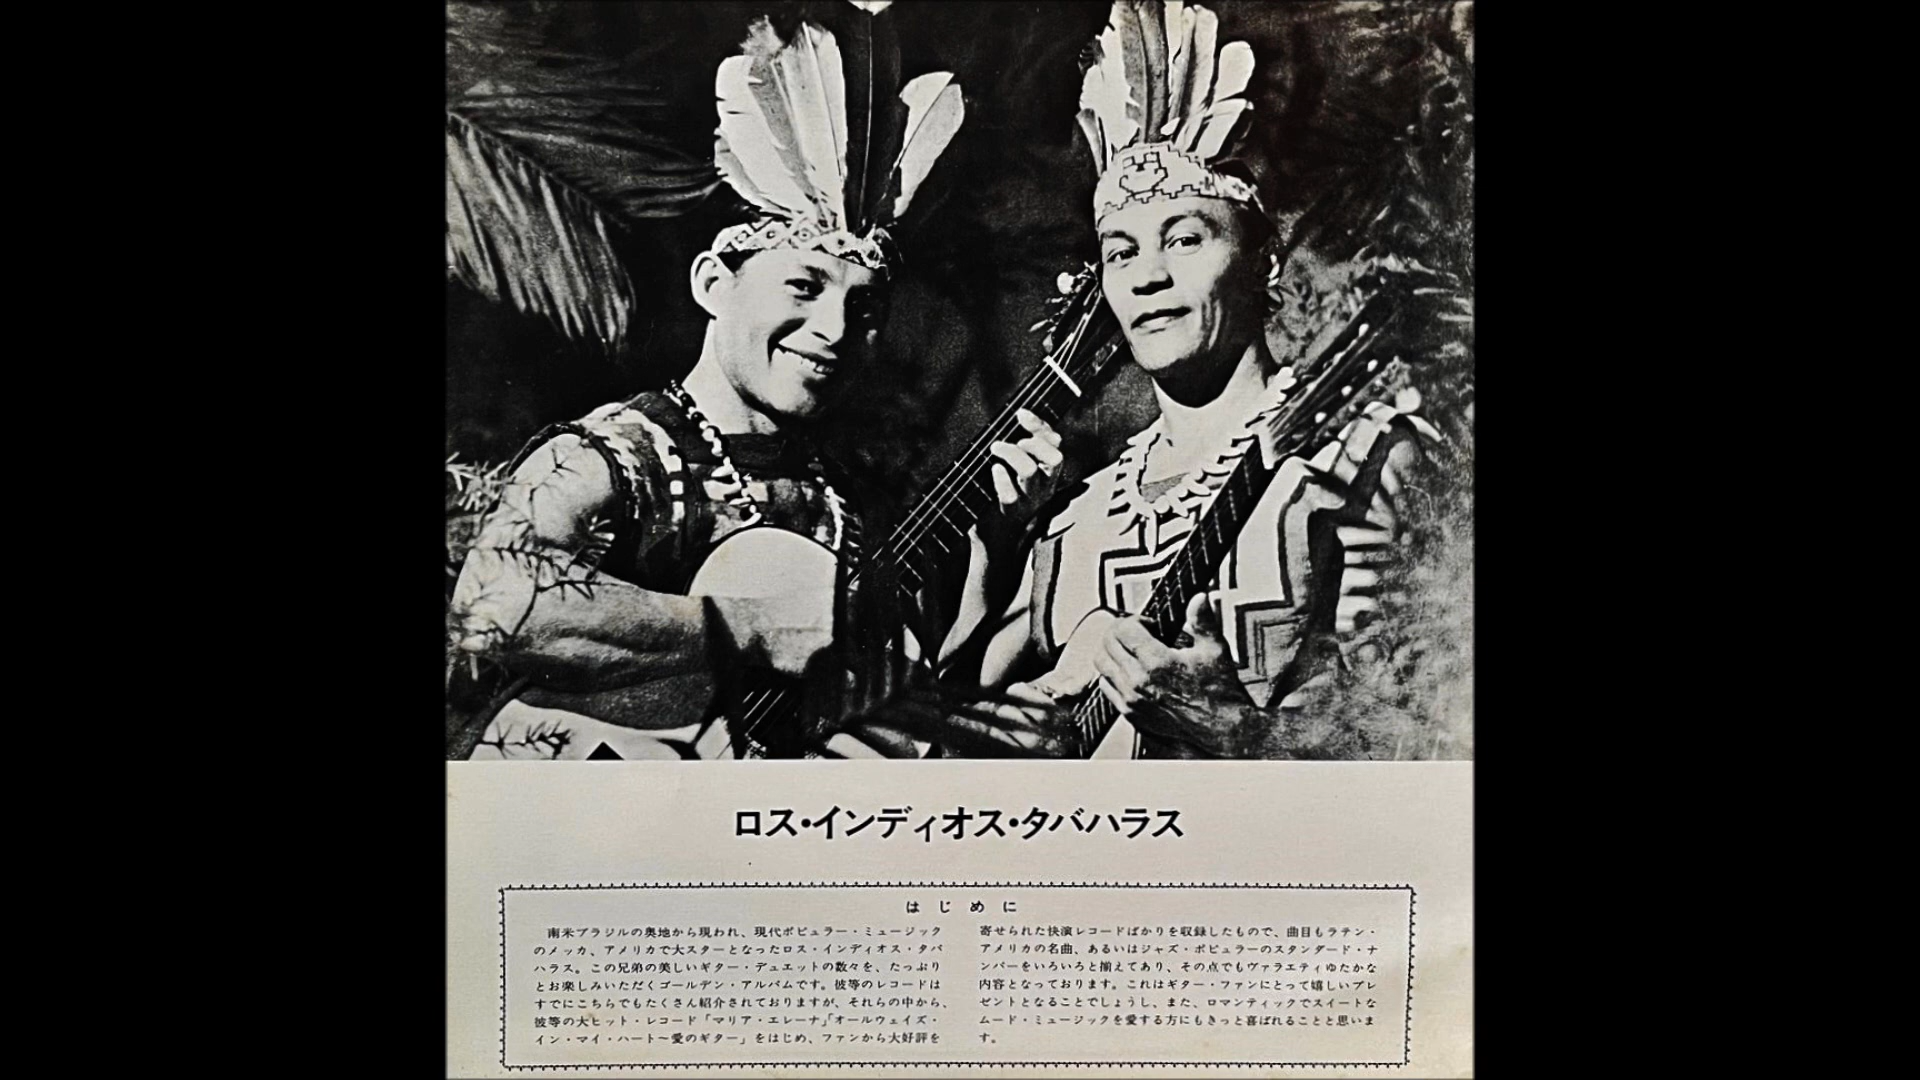 ロス・インディオス・タバハラス
はじめに
南米ブラジルの奥地から現われ、現代ポピュラー・ミュージック
のメッカ、アメリカで大スターとなったロス・インディオス・タバ
ハラス。この兄弟の美しいギター・デュエットの数々を、たっぷり
とお楽しみいただくゴールデン・アルバムです。彼等のレコードは
すでにこちらでもたくさん紹介されておりますが、それらの中から、
彼等の大ヒット・レコード「マリア・エレーナ」「オールウェイズ・
イン・マイ・ハート〜愛のギター」をはじめ、ファンから大好評を
寄せられた快演レコードばかりを収録したもので、曲目もラテン・
アメリカの名曲、あるいはジャズ・ポピュラーのスタンダード・ナ
ンバーをいろいろと揃えてあり、その点でもヴァラエティゆたかな
内容となっております。これはギター・ファンにとって嬉しいプレ
ゼントとなることでしょうし、また、ロマンティックでスイートな
ムード・ミュージックを愛する方にもきっと喜ばれることと思いま
す。